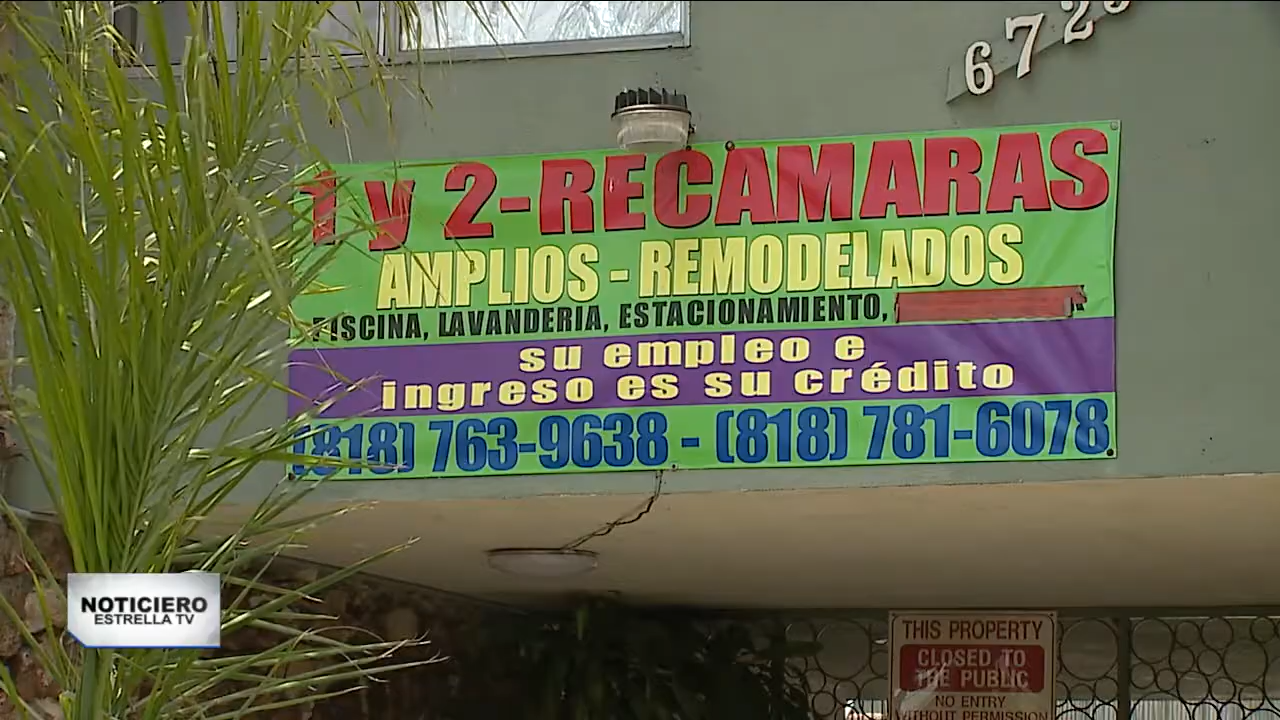 672
1 y 2-RECAMARAS
AMPLIOS - REMODELADOS
PISCINA, LAVANDERIA, ESTACIONAMIENTO,
su empleo e
ingreso es su crédito
(818) 763-9638 - (818) 781-6078
NOTICIERO
ESTRELLA TV
THIS PROPERTY
CLOSED TO
THE PUBLIC
NO ENTRY
WITHOUT PERMISSION